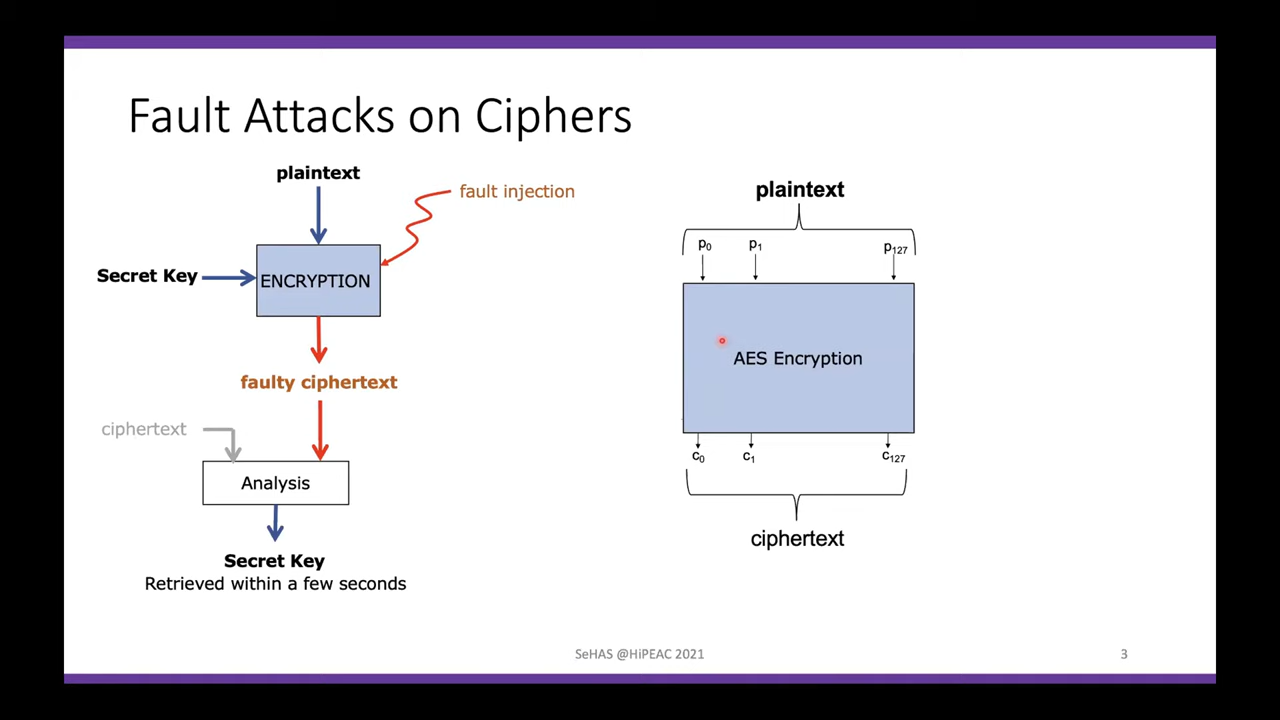 Fault Attacks on Ciphers
plaintext
fault injection
Secret Key
ENCRYPTION
faulty ciphertext
ciphertext
Analysis
Secret Key
Retrieved within a few seconds
plaintext
p0 p1 p127
AES Encryption
c0 c1 c127
ciphertext
SeHAS @HiPEAC 2021
3